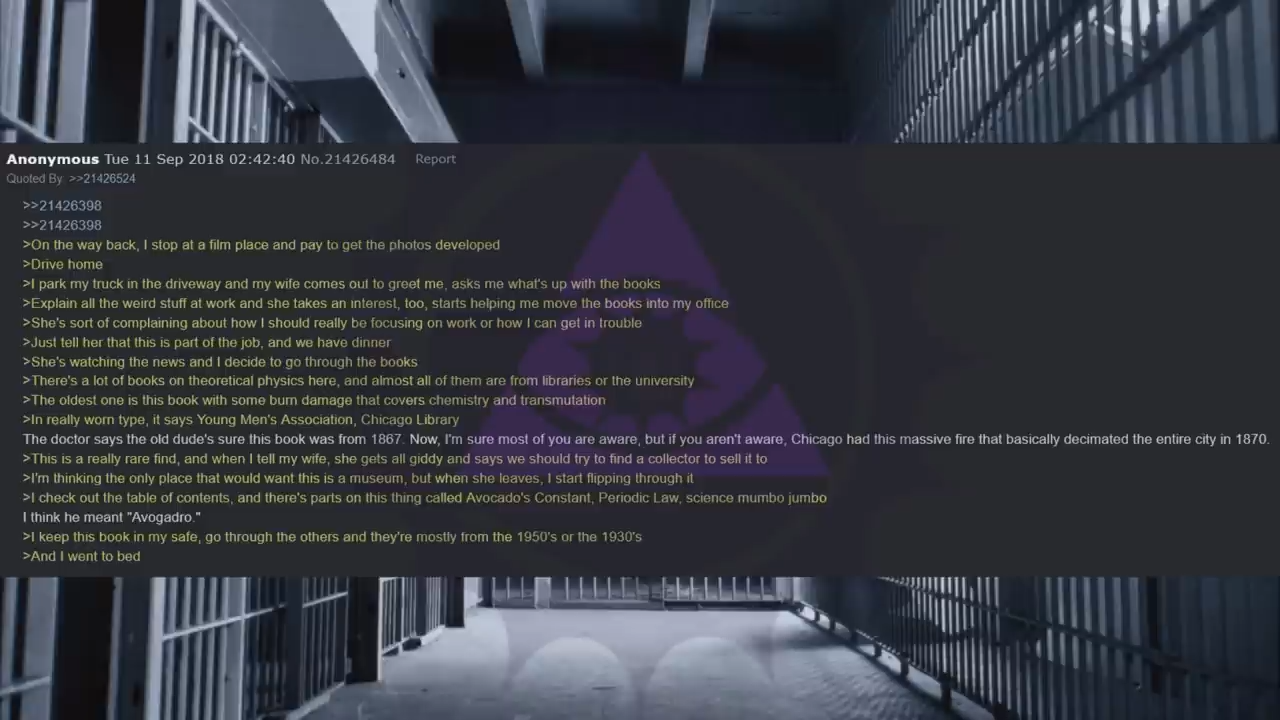 Anonymous Tue 11 Sep 2018 02:42:40 No.21426484 Report
Quoted By: >>21426524
>>21426398
>>21426398
>On the way back, I stop at a film place and pay to get the photos developed
>Drive home
>I park my truck in the driveway and my wife comes out to greet me, asks me what's up with the books
>Explain all the weird stuff at work and she takes an interest, too, starts helping me move the books into my office
>She's sort of complaining about how I should really be focusing on work or how I can get in trouble
>Just tell her that this is part of the job, and we have dinner
>She's watching the news and I decide to go through the books
>There's a lot of books on theoretical physics here, and almost all of them are from libraries or the university
>The oldest one is this book with some burn damage that covers chemistry and transmutation
>In really worn type, it says Young Men's Association, Chicago Library
The doctor says the old dude's sure this book was from 1867. Now, I'm sure most of you are aware, but if you aren't aware, Chicago had this massive fire that basically decimated the entire city in 1870.
>This is a really rare find, and when I tell my wife, she gets all giddy and says we should try to find a collector to sell it to
>I'm thinking the only place that would want this is a museum, but when she leaves, I start flipping through it
>I check out the table of contents, and there's parts on this thing called Avocado's Constant, Periodic Law, science mumbo jumbo
I think he meant "Avogadro."
>I keep this book in my safe, go through the others and they're mostly from the 1950's or the 1930's
>And I went to bed